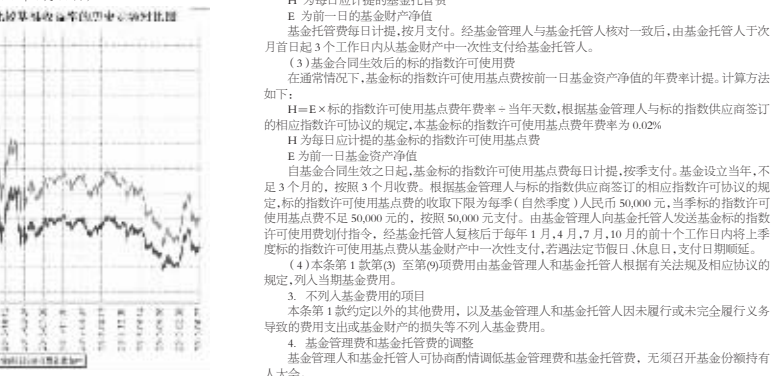 H 为每日应计提的基金托管费
E 为前一日的基金财产净值
基金托管费每日计提,按月支付。经基金管理人与基金托管人核对一致后,由基金托管人于次
月首日起3个工作日内从基金财产中一次性支付给基金托管人。
(3)基金合同生效后的标的指数许可使用费
在通常情况下,基金标的指数许可使用基点费按前一日基金资产净值的年费率计提。计算方法
如下:
H=E×标的指数许可使用基点费年费率÷当年天数,根据基金管理人与标的指数供应商签订
的相应指数许可协议的规定,本基金标的指数许可使用基点费年费率为0.02%
H 为每日应计提的基金标的指数许可使用基点费
E 为前一日基金资产净值
自基金合同生效之日起,基金标的指数许可使用基点费每日计提,按季支付。基金设立当年,不
足3个月的,按照3个月收费。根据基金管理人与标的指数供应商签订的相应指数许可协议的规
定,标的指数许可使用基点费的收取下限为每季(自然季度)人民币50,000元,当季标的指数许可
使用基点费不足50,000元的,按照50,000元支付。由基金管理人向基金托管人发送基金标的指数
许可使用费划付指令,经基金托管人复核后于每年1月,4月,7月,10月的前十个工作日内将上季
度标的指数许可使用基点费从基金财产中一次性支付,若遇法定节假日、休息日,支付日期顺延。
(4)本条第1款第(3) 至第(9)项费用由基金管理人和基金托管人根据有关法规及相应协议的
规定,列入当期基金费用。
3. 不列入基金费用的项目
本条第1款约定以外的其他费用,以及基金管理人和基金托管人因未履行或未完全履行义务
导致的费用支出或基金财产的损失等不列入基金费用。
4. 基金管理费和基金托管费的调整
基金管理人和基金托管人可协商酌情调低基金管理费和基金托管费,无须召开基金份额持有
人大会。